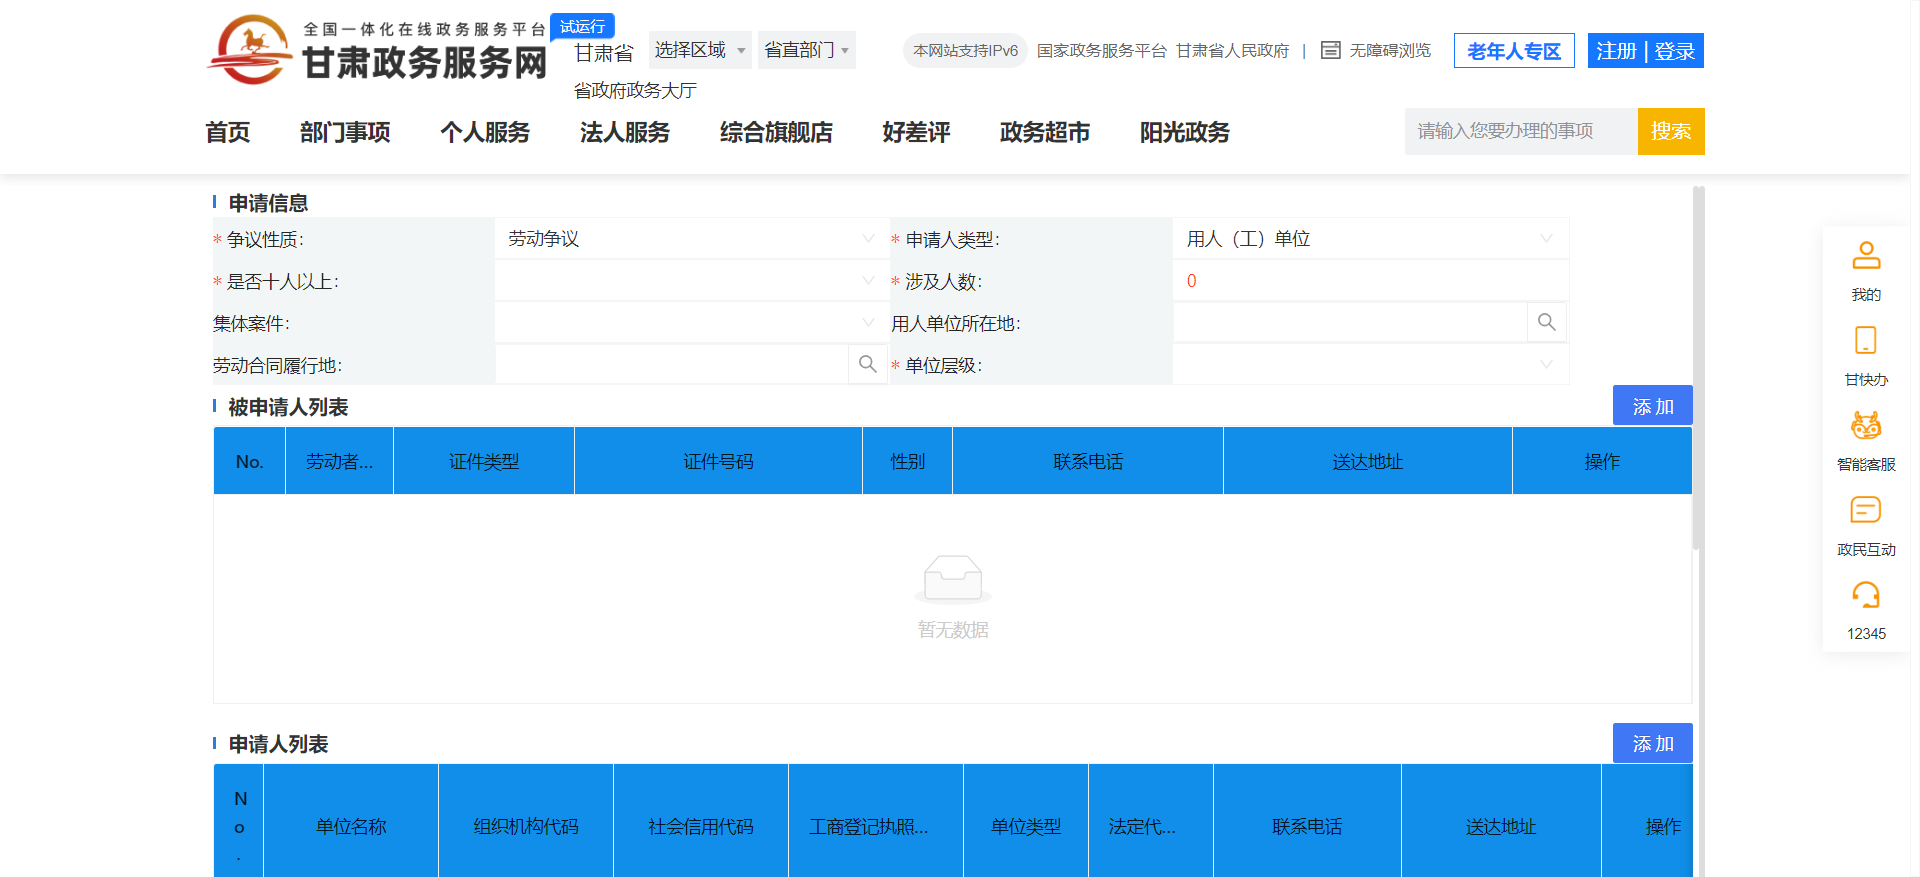 全国一体化在线政务服务平台
甘肃政务服务网
试运行
甘肃省 选择区域 省直部门
本网站支持IPv6 国家政务服务平台 甘肃省人民政府 | 无障碍浏览
老年人专区 注册 | 登录
省政府政务大厅
首页 部门事项 个人服务 法人服务 综合旗舰店 好差评 政务超市 阳光政务
请输入您要办理的事项 搜索
申请信息
* 争议性质: 劳动争议 * 申请人类型: 用人（工）单位
* 是否十人以上: * 涉及人数: 0
集体案件: 用人单位所在地:
劳动合同履行地: * 单位层级:
被申请人列表 添加
No. 劳动者... 证件类型 证件号码 性别 联系电话 送达地址 操作
暂无数据
申请人列表 添加
No. 单位名称 组织机构代码 社会信用代码 工商登记执照... 单位类型 法定代... 联系电话 送达地址 操作
我的
甘快办
智能客服
政民互动
12345